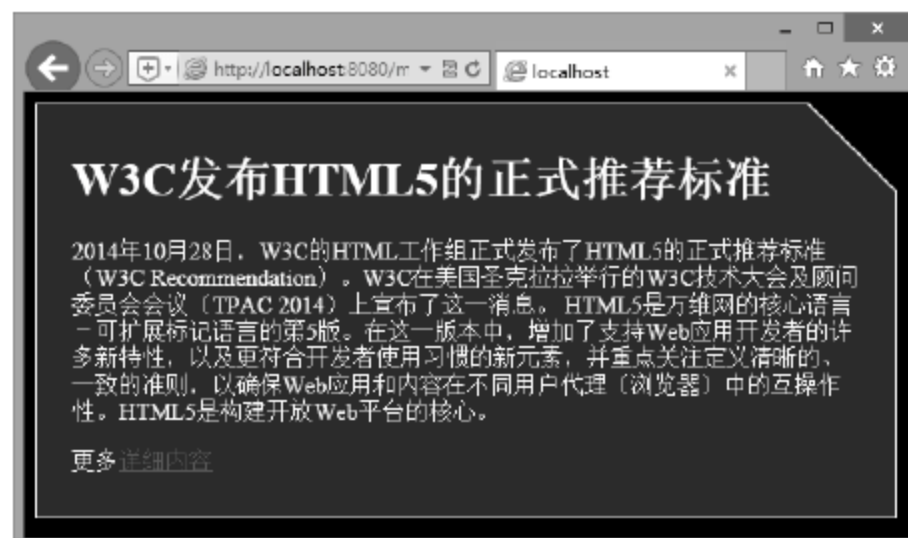 http://localhost:8080/m
localhost
W3C发布HTML5的正式推荐标准
2014年10月28日，W3C的HTML工作组正式发布了HTML5的正式推荐标准
（W3C Recommendation）。W3C在美国圣克拉拉举行的W3C技术大会及顾问
委员会会议（TPAC 2014）上宣布了这一消息。HTML5是万维网的核心语言
－可扩展标记语言的第5版。在这一版本中，增加了支持Web应用开发者的许
多新特性，以及更符合开发者使用习惯的新元素，并重点关注定义清晰的、
一致的准则，以确保Web应用和内容在不同用户代理（浏览器）中的互操作
性。HTML5是构建开放Web平台的核心。
更多详细内容